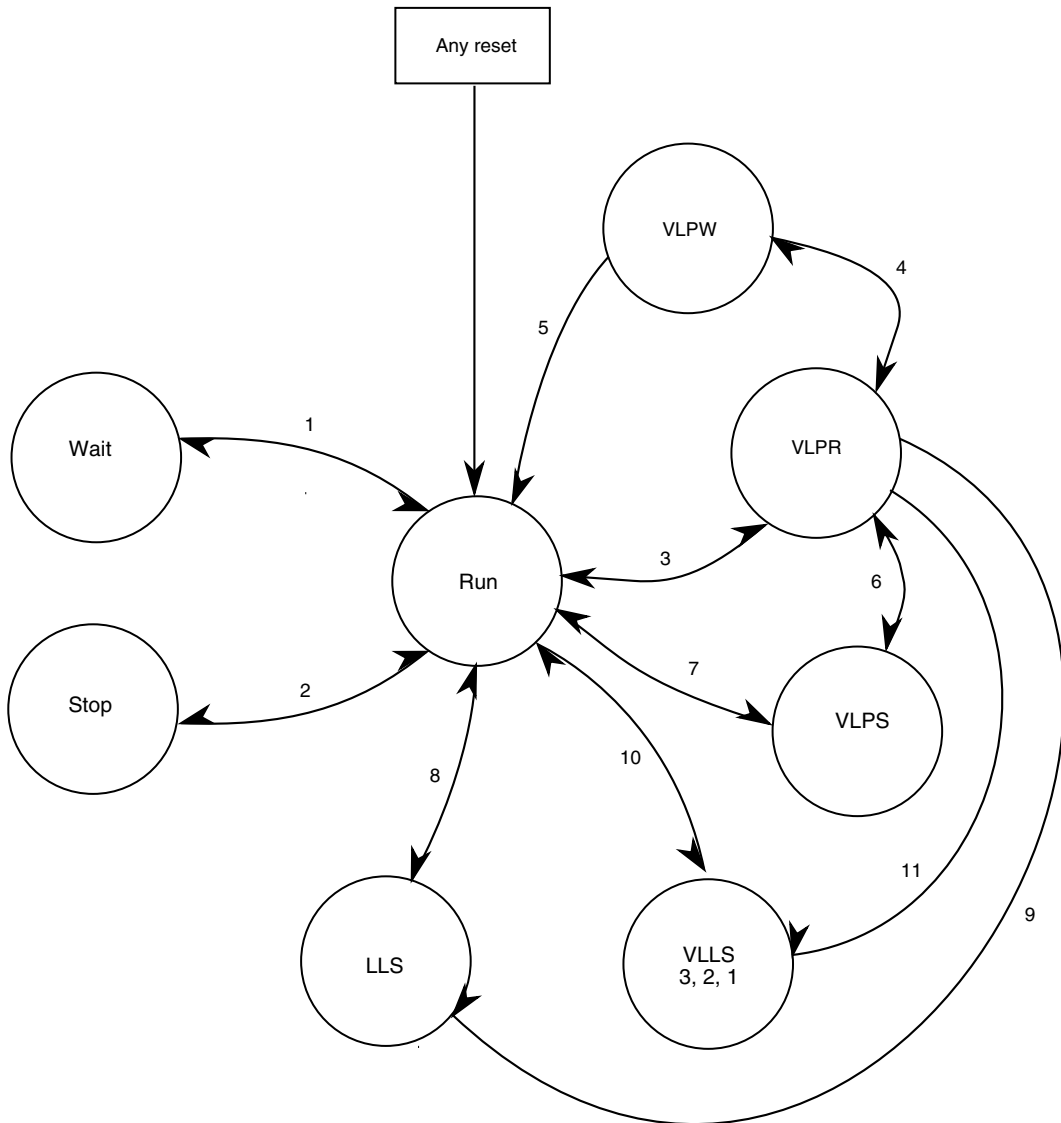 Any reset
VLPW
4
5
VLPR
Wait
1
3
Run
6
Stop
2
7
VLPS
10
8
11
9
LLS
VLLS
3, 2, 1